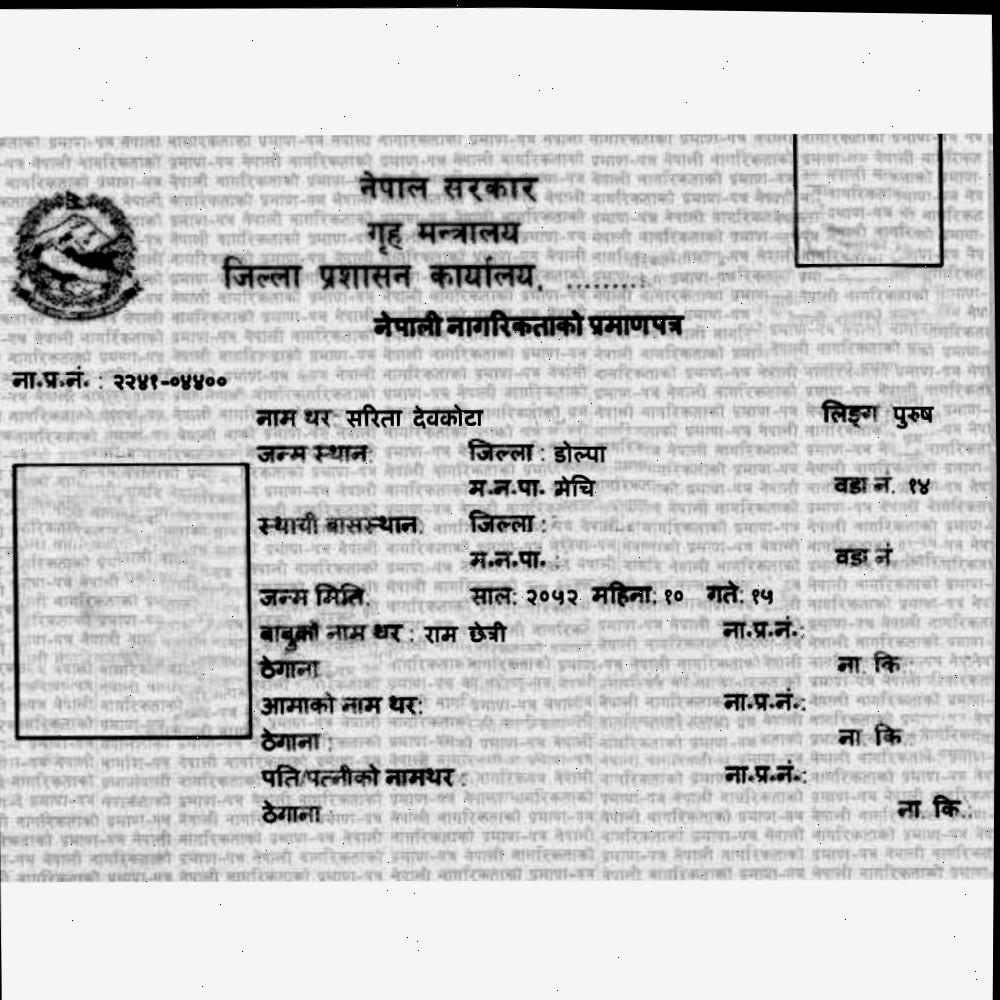 नेपाल सरकार
गृह मन्त्रालय
जिल्ला प्रशासन कार्यालय, .........
नेपाली नागरिकताको प्रमाणपत्र
ना.प्र.नं. : २२४१-०४४००
नाम थर: सरिता देवकोटा लिङ्ग पुरुष
जन्म स्थान: जिल्ला : डोल्पा
म.न.पा. मेचि वडा नं. १४
स्थायी बासस्थान: जिल्ला :
म.न.पा. : वडा नं
जन्म मिति: साल: २०५२ महिना: १० गते: १५
बाबुको नाम थर : राम छेत्री ना.प्र.नं.:
ठेगाना ना. कि.:
आमाको नाम थर: ना.प्र.नं.:
ठेगाना : ना. कि.:
पति/पत्नीको नामथर : ना.प्र.नं.:
ठेगाना : ना. कि.: